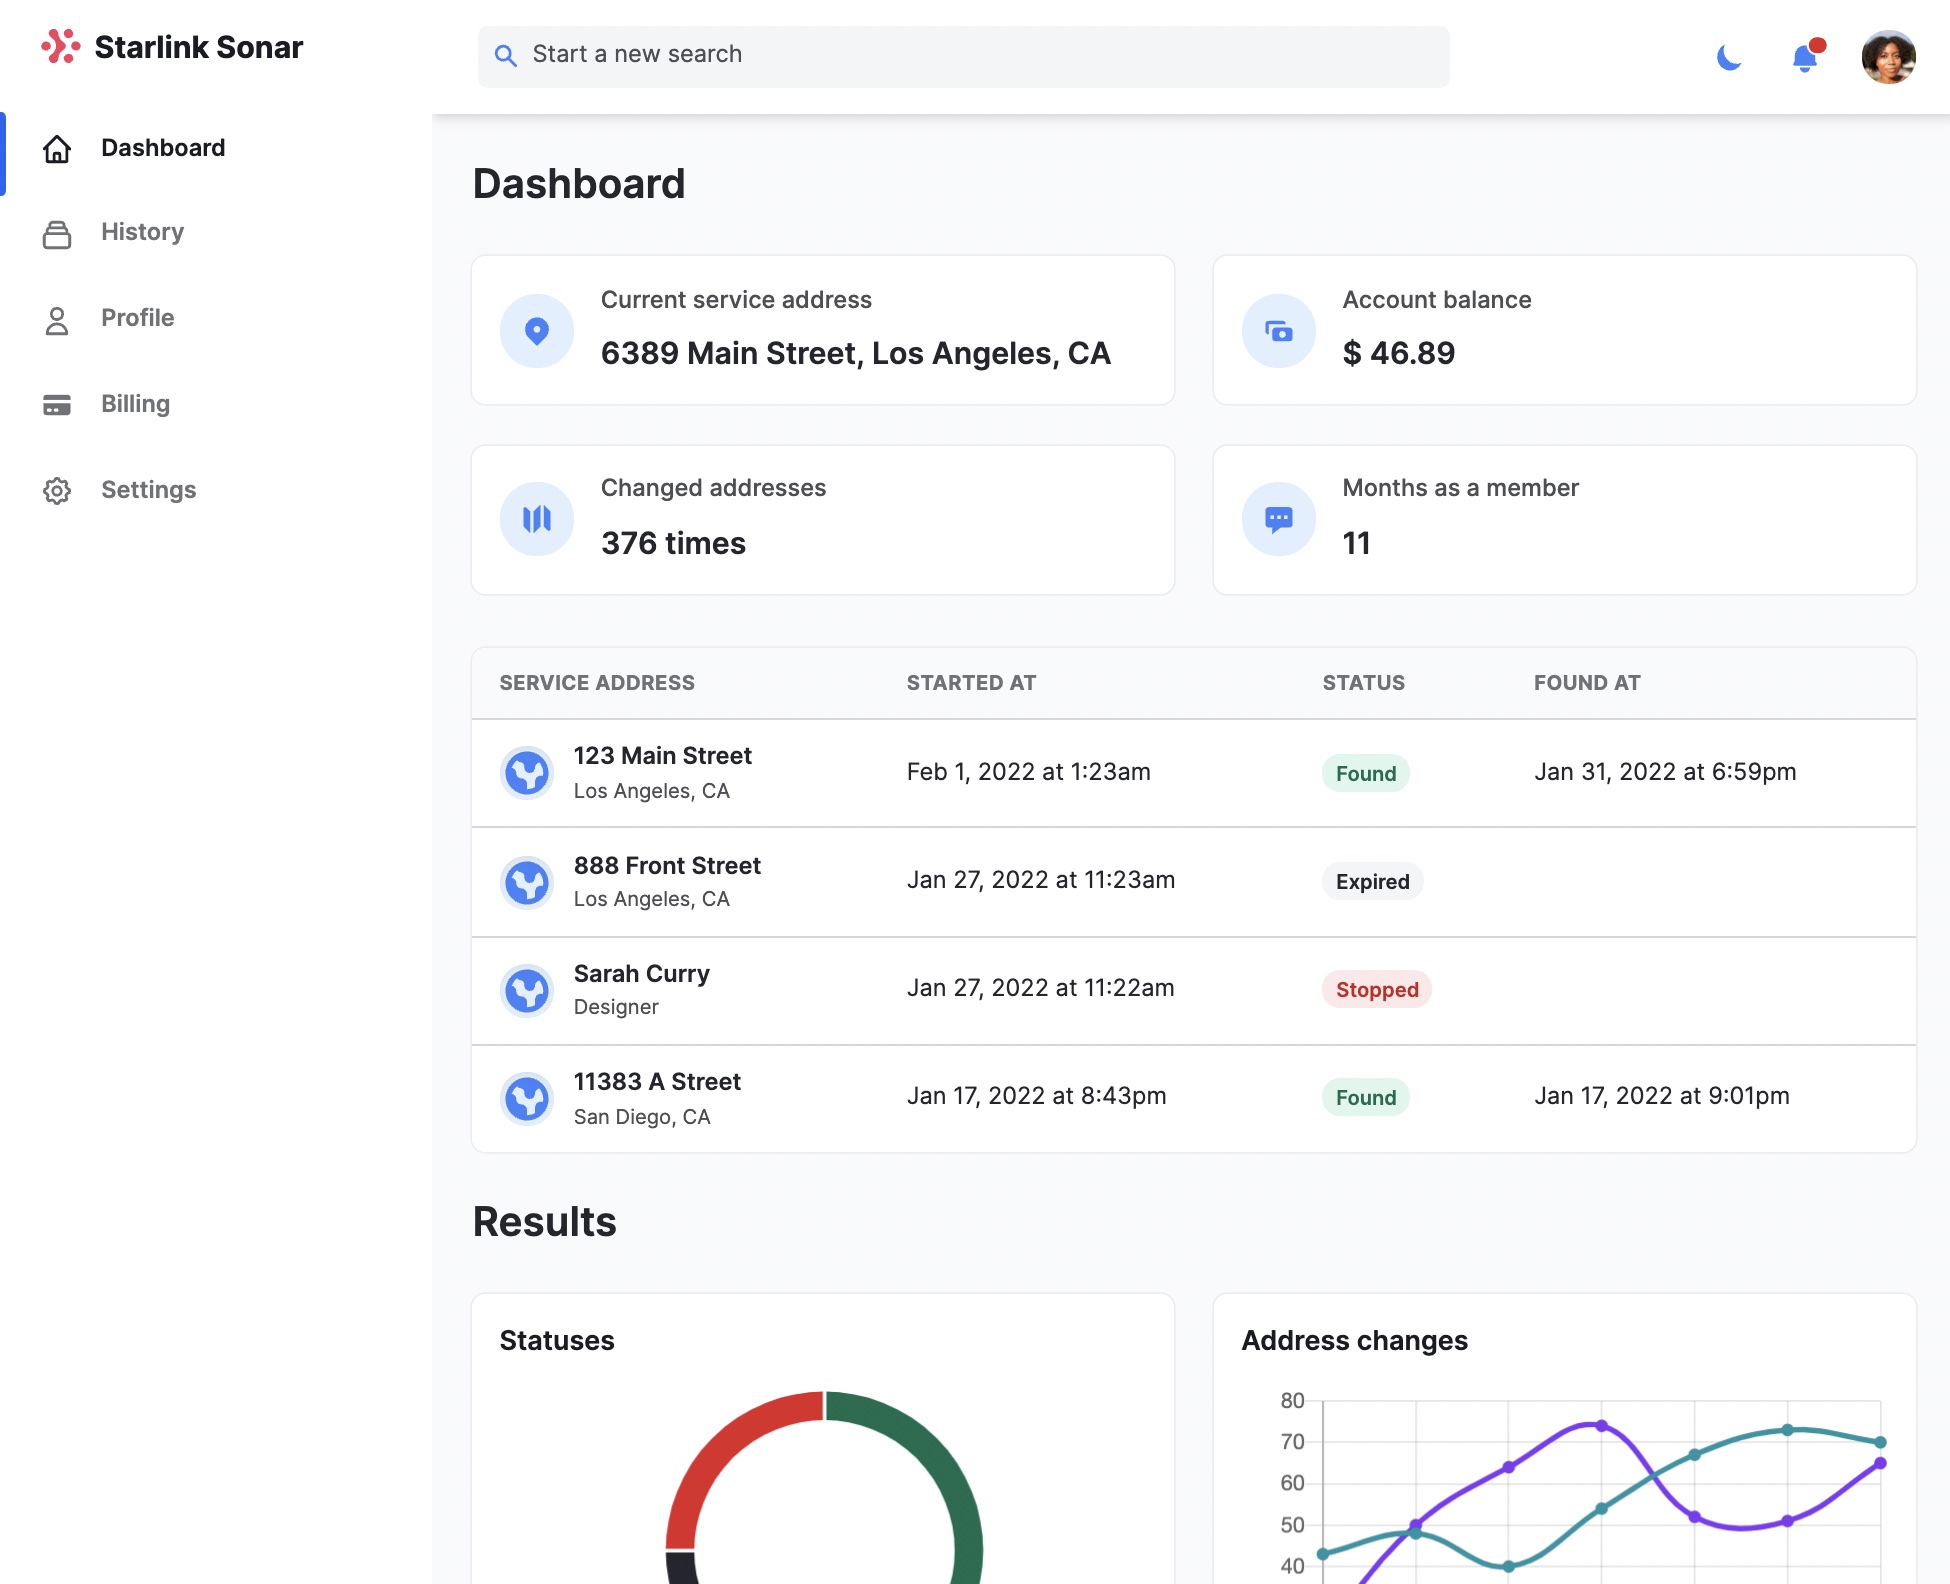 Starlink Sonar
Start a new search
Dashboard
History
Profile
Billing
Settings
Dashboard
Current service address
6389 Main Street, Los Angeles, CA
Account balance
$ 46.89
Changed addresses
376 times
Months as a member
11
SERVICE ADDRESS STARTED AT STATUS FOUND AT
123 Main Street
Los Angeles, CA
Feb 1, 2022 at 1:23am
Found
Jan 31, 2022 at 6:59pm
888 Front Street
Los Angeles, CA
Jan 27, 2022 at 11:23am
Expired
Sarah Curry
Designer
Jan 27, 2022 at 11:22am
Stopped
11383 A Street
San Diego, CA
Jan 17, 2022 at 8:43pm
Found
Jan 17, 2022 at 9:01pm
Results
Statuses
Address changes
80
70
60
50
40